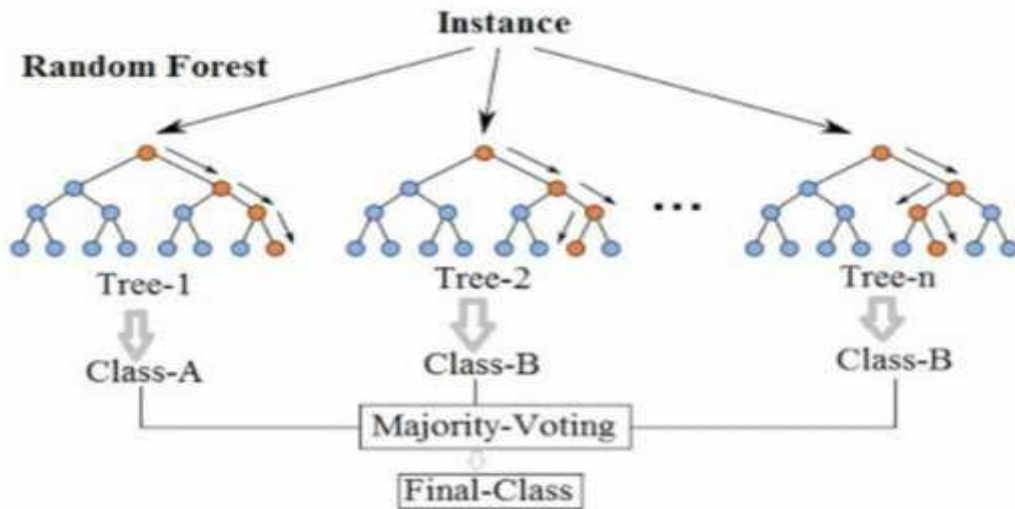 Instance
Random Forest
...
Tree-1
Tree-2
Tree-n
Class-A
Class-B
Class-B
Majority-Voting
Final-Class